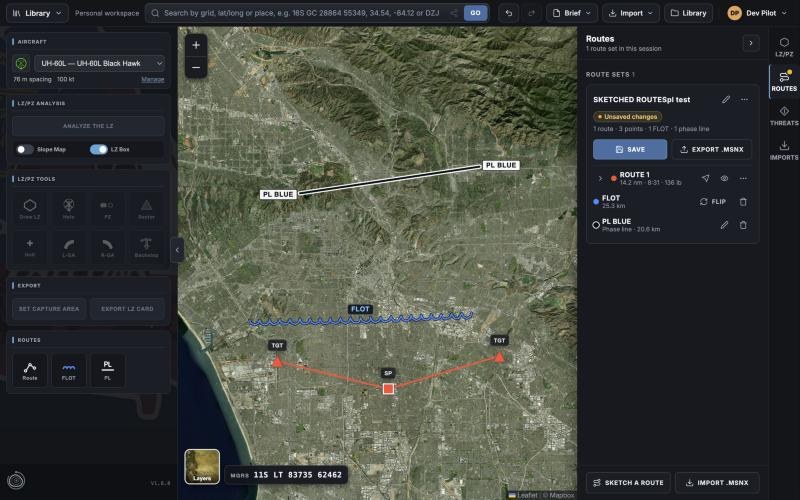 Library
Personal workspace
Search by grid, lat/long or place, e.g. 16S GC 28864 55349, 34.54, -84.12 or DZJ
GO
Brief
Import
Library
DP
Dev Pilot
AIRCRAFT
UH-60L — UH-60L Black Hawk
76 m spacing 100 kt
Manage
LZ/PZ ANALYSIS
ANALYZE THE LZ
Slope Map
LZ Box
LZ/PZ TOOLS
Draw LZ
Helo
PZ
Sector
Unit
L-GA
R-GA
Backstop
EXPORT
SET CAPTURE AREA
EXPORT LZ CARD
ROUTES
Route
FLOT
PL
PL
V1.0.4
+
−
PL BLUE
PL BLUE
FLOT
TGT
TGT
SP
Layers
MGRS 11S LT 83735 62462
Leaflet | © Mapbox
Routes
1 route set in this session
ROUTE SETS 1
SKETCHED ROUTESpl test
Unsaved changes
1 route · 3 points · 1 FLOT · 1 phase line
SAVE
EXPORT .MSNX
ROUTE 1
14.2 nm · 8:31 · 136 lb
FLOT
25.3 km
FLIP
PL BLUE
Phase line · 20.6 km
SKETCH A ROUTE
IMPORT .MSNX
LZ/PZ
ROUTES
THREATS
IMPORTS